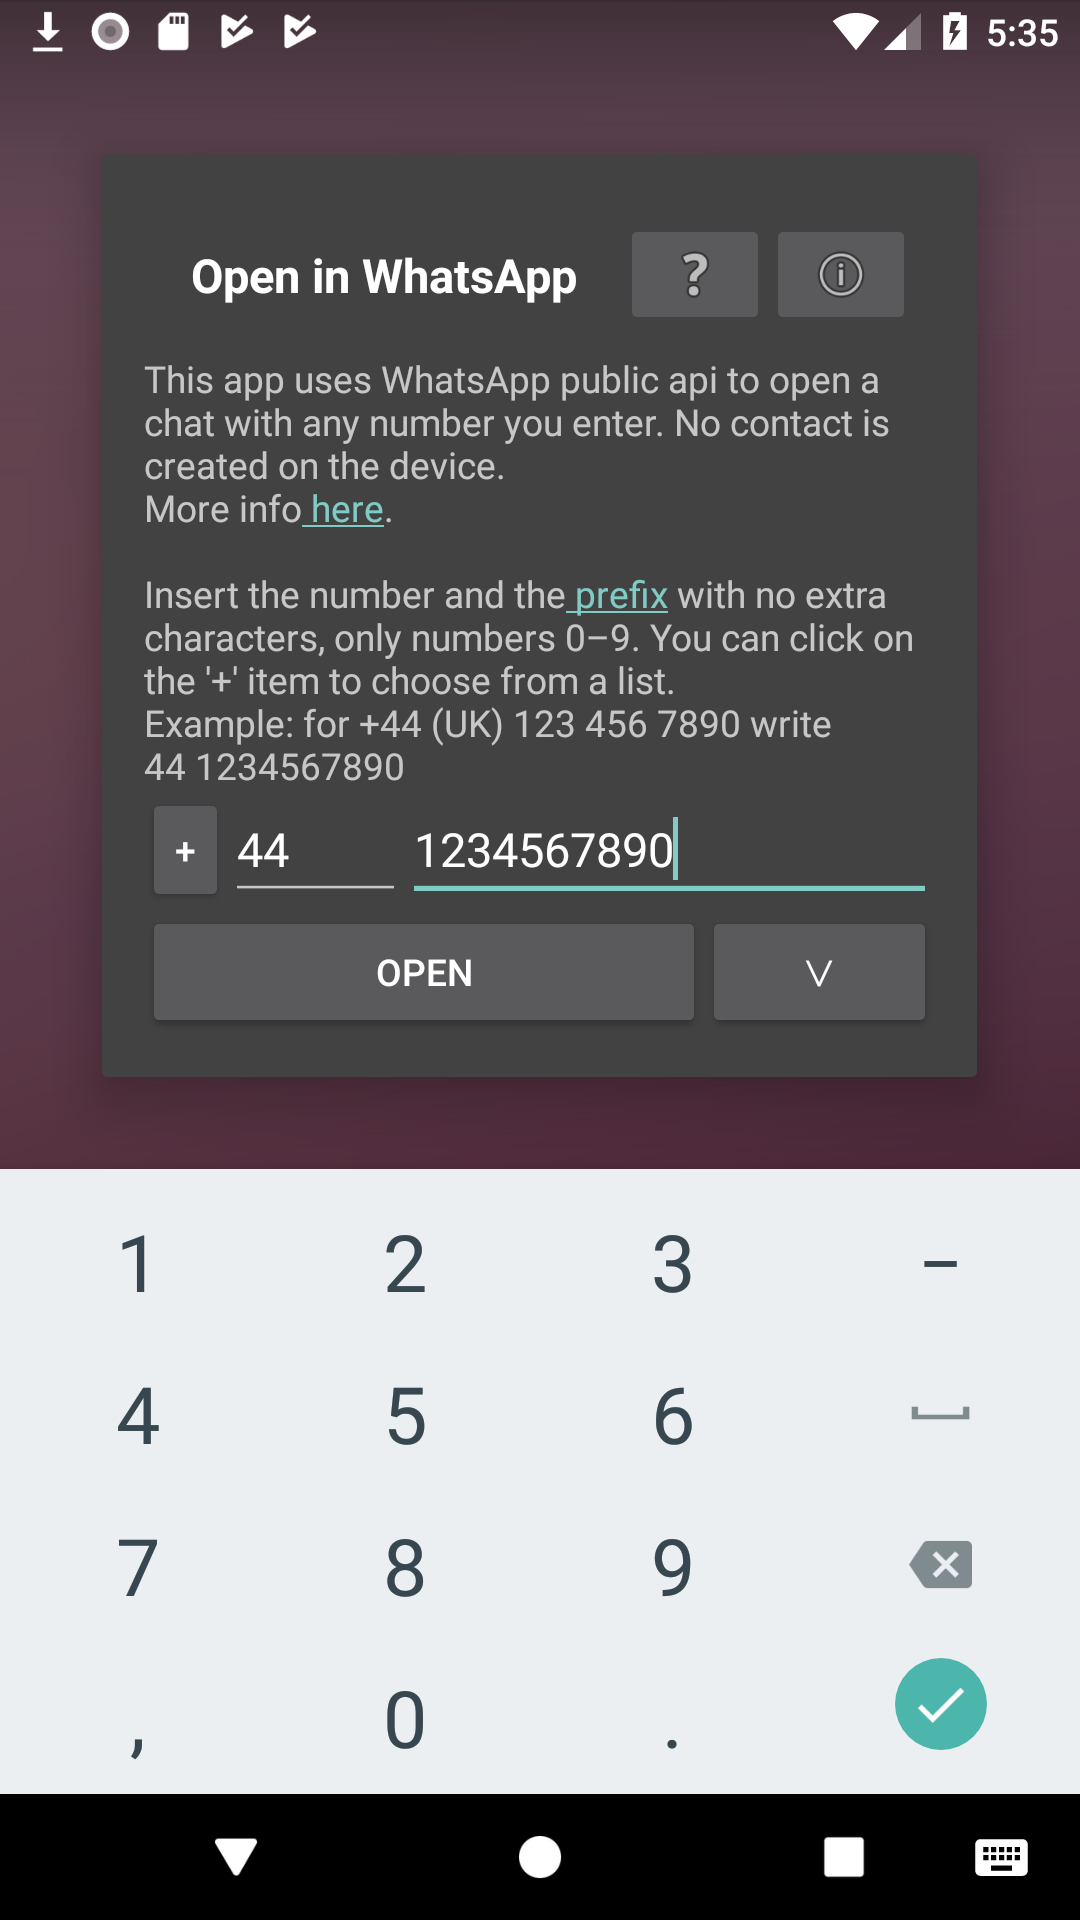 5:35
Open in WhatsApp
?
This app uses WhatsApp public api to open a
chat with any number you enter. No contact is
created on the device.
More info here.
Insert the number and the prefix with no extra
characters, only numbers 0–9. You can click on
the '+' item to choose from a list.
Example: for +44 (UK) 123 456 7890 write
44 1234567890
+ 44 1234567890
OPEN V
1 2 3 –
4 5 6
7 8 9
, 0 .